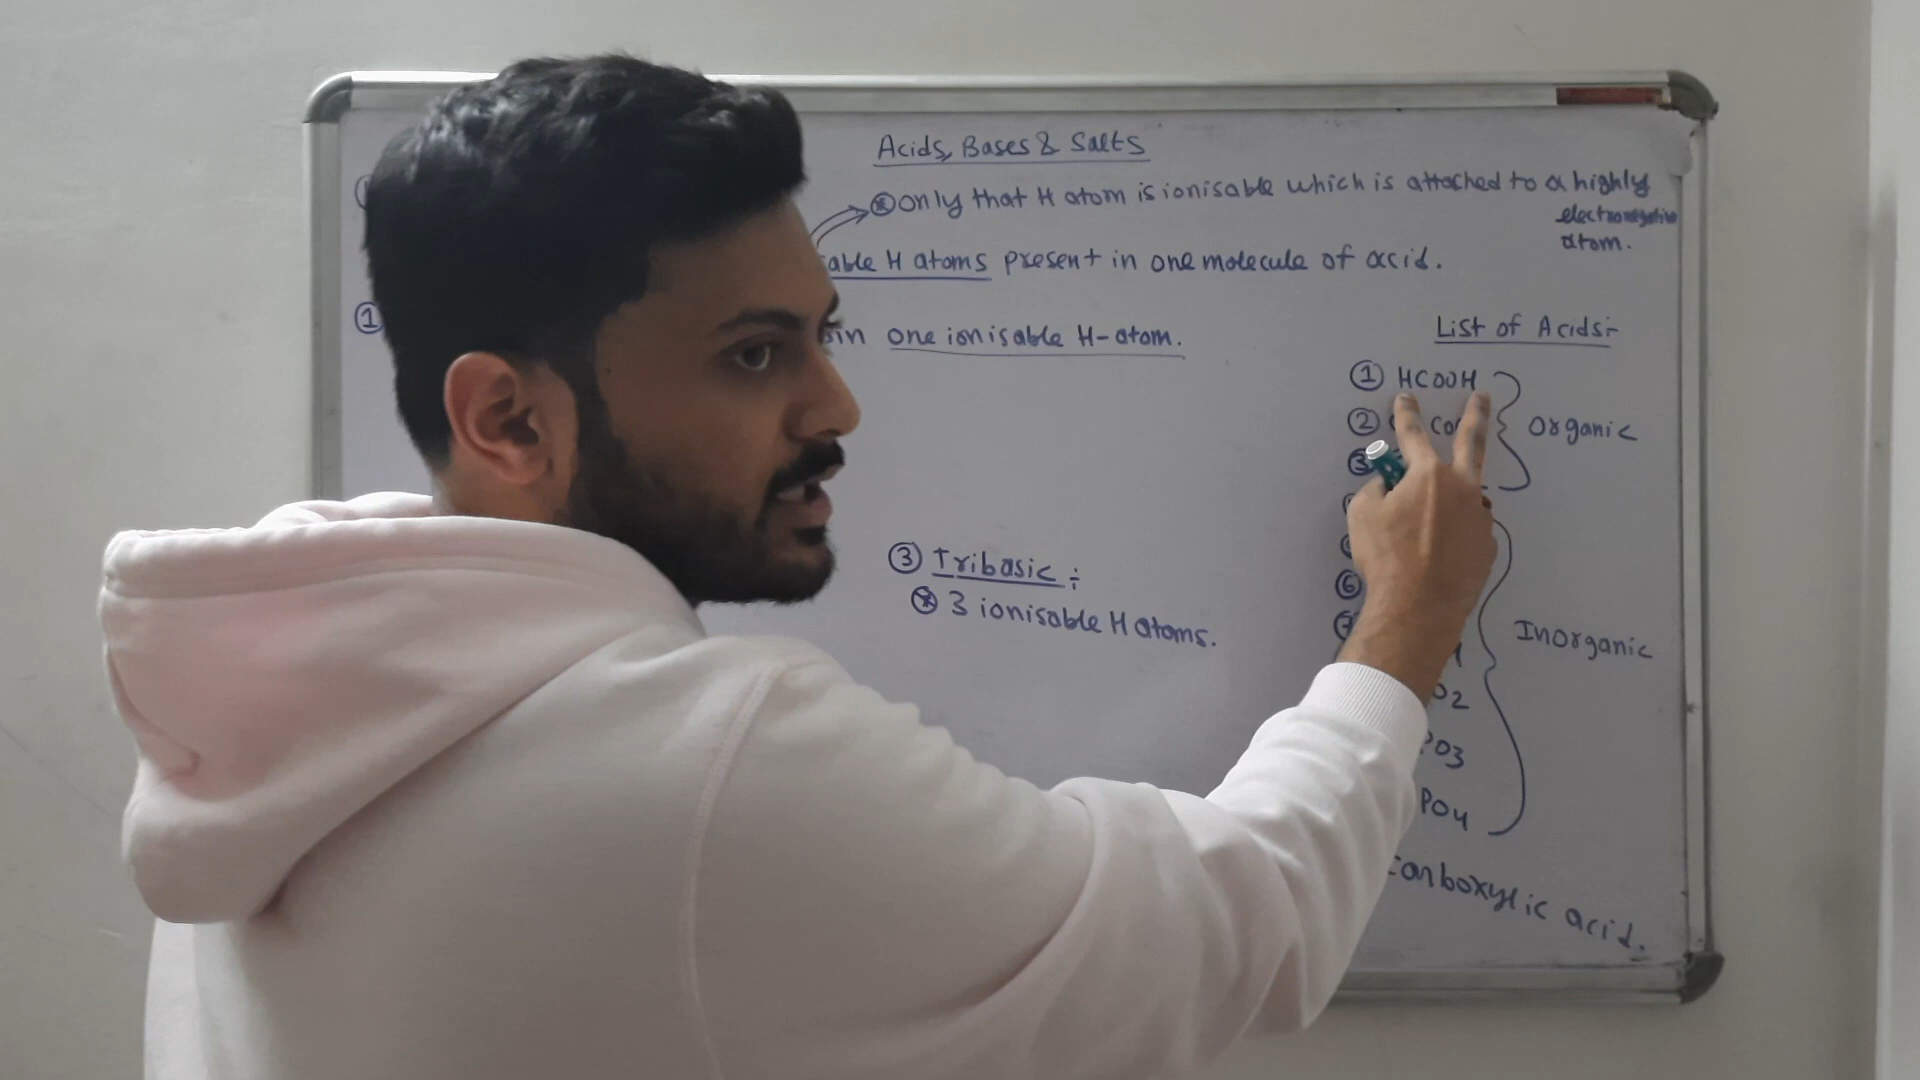 Acids, Bases & Salts
⊛ only that H atom is ionisable which is attached to a highly
electronegative
atom.
able H atoms present in one molecule of acid.
①
in one ionisable H-atom.
List of Acids:-
① HCOOH
②
③
Organic
③ Tribasic :
⊛ 3 ionisable H atoms.
⑥
Inorganic
O2
PO3
PO4
carboxylic acid.